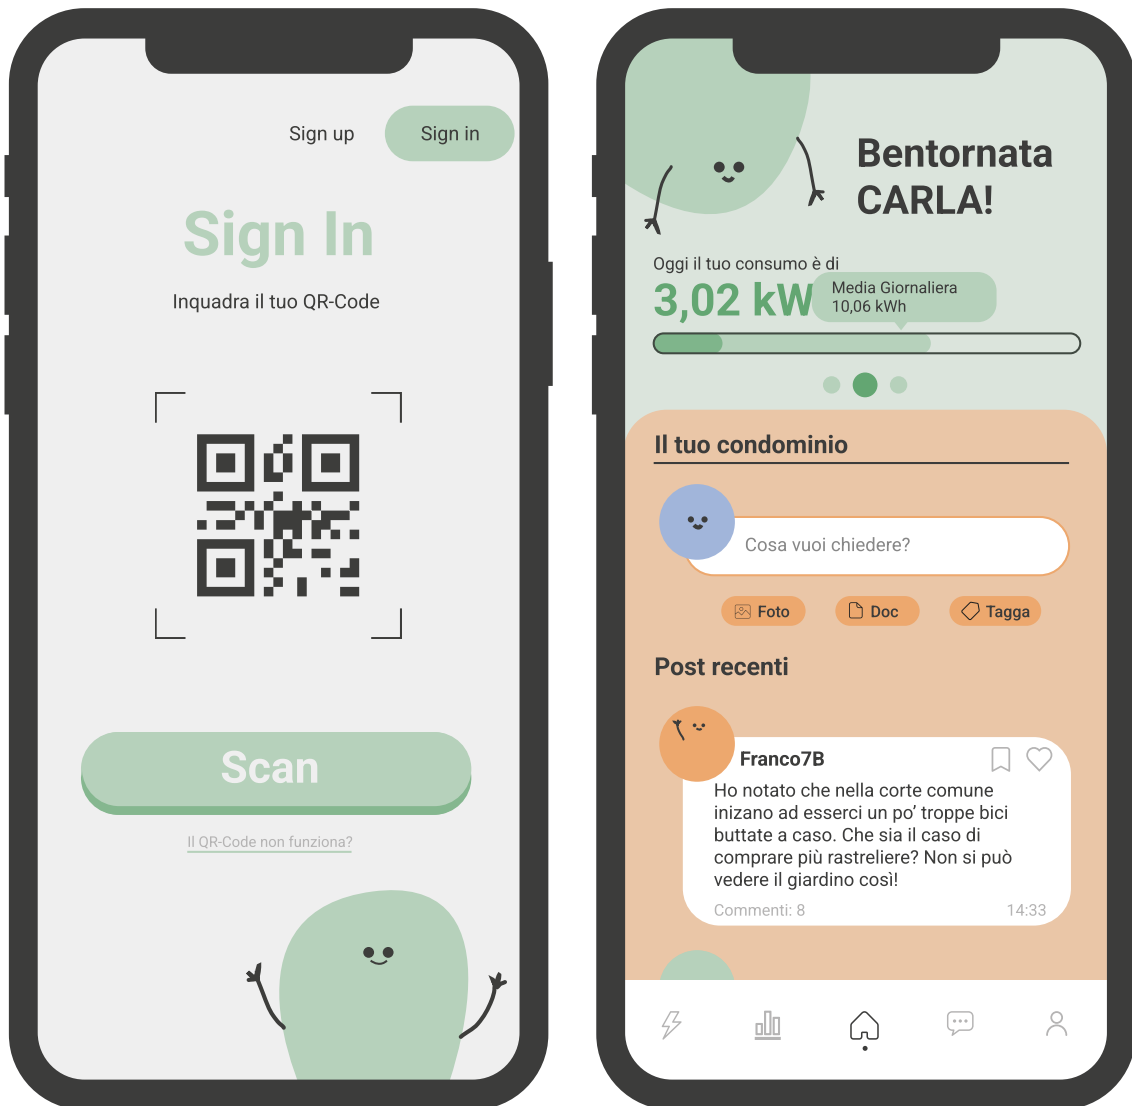 Sign up
Sign in
Sign In
Inquadra il tuo QR-Code
Scan
Il QR-Code non funziona?
Bentornata
CARLA!
Oggi il tuo consumo è di
3,02 kW
Media Giornaliera
10,06 kWh
Il tuo condominio
Cosa vuoi chiedere?
Foto
Doc
Tagga
Post recenti
Franco7B
Ho notato che nella corte comune
inizano ad esserci un po’ troppe bici
buttate a caso. Che sia il caso di
comprare più rastreliere? Non si può
vedere il giardino così!
Commenti: 8
14:33